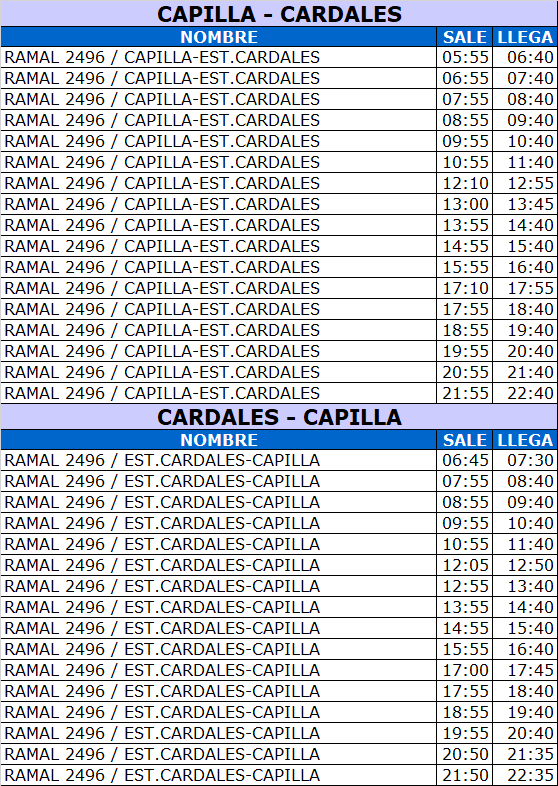 CAPILLA - CARDALES
NOMBRE SALE LLEGA
RAMAL 2496 / CAPILLA-EST.CARDALES 05:55 06:40
RAMAL 2496 / CAPILLA-EST.CARDALES 06:55 07:40
RAMAL 2496 / CAPILLA-EST.CARDALES 07:55 08:40
RAMAL 2496 / CAPILLA-EST.CARDALES 08:55 09:40
RAMAL 2496 / CAPILLA-EST.CARDALES 09:55 10:40
RAMAL 2496 / CAPILLA-EST.CARDALES 10:55 11:40
RAMAL 2496 / CAPILLA-EST.CARDALES 12:10 12:55
RAMAL 2496 / CAPILLA-EST.CARDALES 13:00 13:45
RAMAL 2496 / CAPILLA-EST.CARDALES 13:55 14:40
RAMAL 2496 / CAPILLA-EST.CARDALES 14:55 15:40
RAMAL 2496 / CAPILLA-EST.CARDALES 15:55 16:40
RAMAL 2496 / CAPILLA-EST.CARDALES 17:10 17:55
RAMAL 2496 / CAPILLA-EST.CARDALES 17:55 18:40
RAMAL 2496 / CAPILLA-EST.CARDALES 18:55 19:40
RAMAL 2496 / CAPILLA-EST.CARDALES 19:55 20:40
RAMAL 2496 / CAPILLA-EST.CARDALES 20:55 21:40
RAMAL 2496 / CAPILLA-EST.CARDALES 21:55 22:40
CARDALES - CAPILLA
NOMBRE SALE LLEGA
RAMAL 2496 / EST.CARDALES-CAPILLA 06:45 07:30
RAMAL 2496 / EST.CARDALES-CAPILLA 07:55 08:40
RAMAL 2496 / EST.CARDALES-CAPILLA 08:55 09:40
RAMAL 2496 / EST.CARDALES-CAPILLA 09:55 10:40
RAMAL 2496 / EST.CARDALES-CAPILLA 10:55 11:40
RAMAL 2496 / EST.CARDALES-CAPILLA 12:05 12:50
RAMAL 2496 / EST.CARDALES-CAPILLA 12:55 13:40
RAMAL 2496 / EST.CARDALES-CAPILLA 13:55 14:40
RAMAL 2496 / EST.CARDALES-CAPILLA 14:55 15:40
RAMAL 2496 / EST.CARDALES-CAPILLA 15:55 16:40
RAMAL 2496 / EST.CARDALES-CAPILLA 17:00 17:45
RAMAL 2496 / EST.CARDALES-CAPILLA 17:55 18:40
RAMAL 2496 / EST.CARDALES-CAPILLA 18:55 19:40
RAMAL 2496 / EST.CARDALES-CAPILLA 19:55 20:40
RAMAL 2496 / EST.CARDALES-CAPILLA 20:50 21:35
RAMAL 2496 / EST.CARDALES-CAPILLA 21:50 22:35